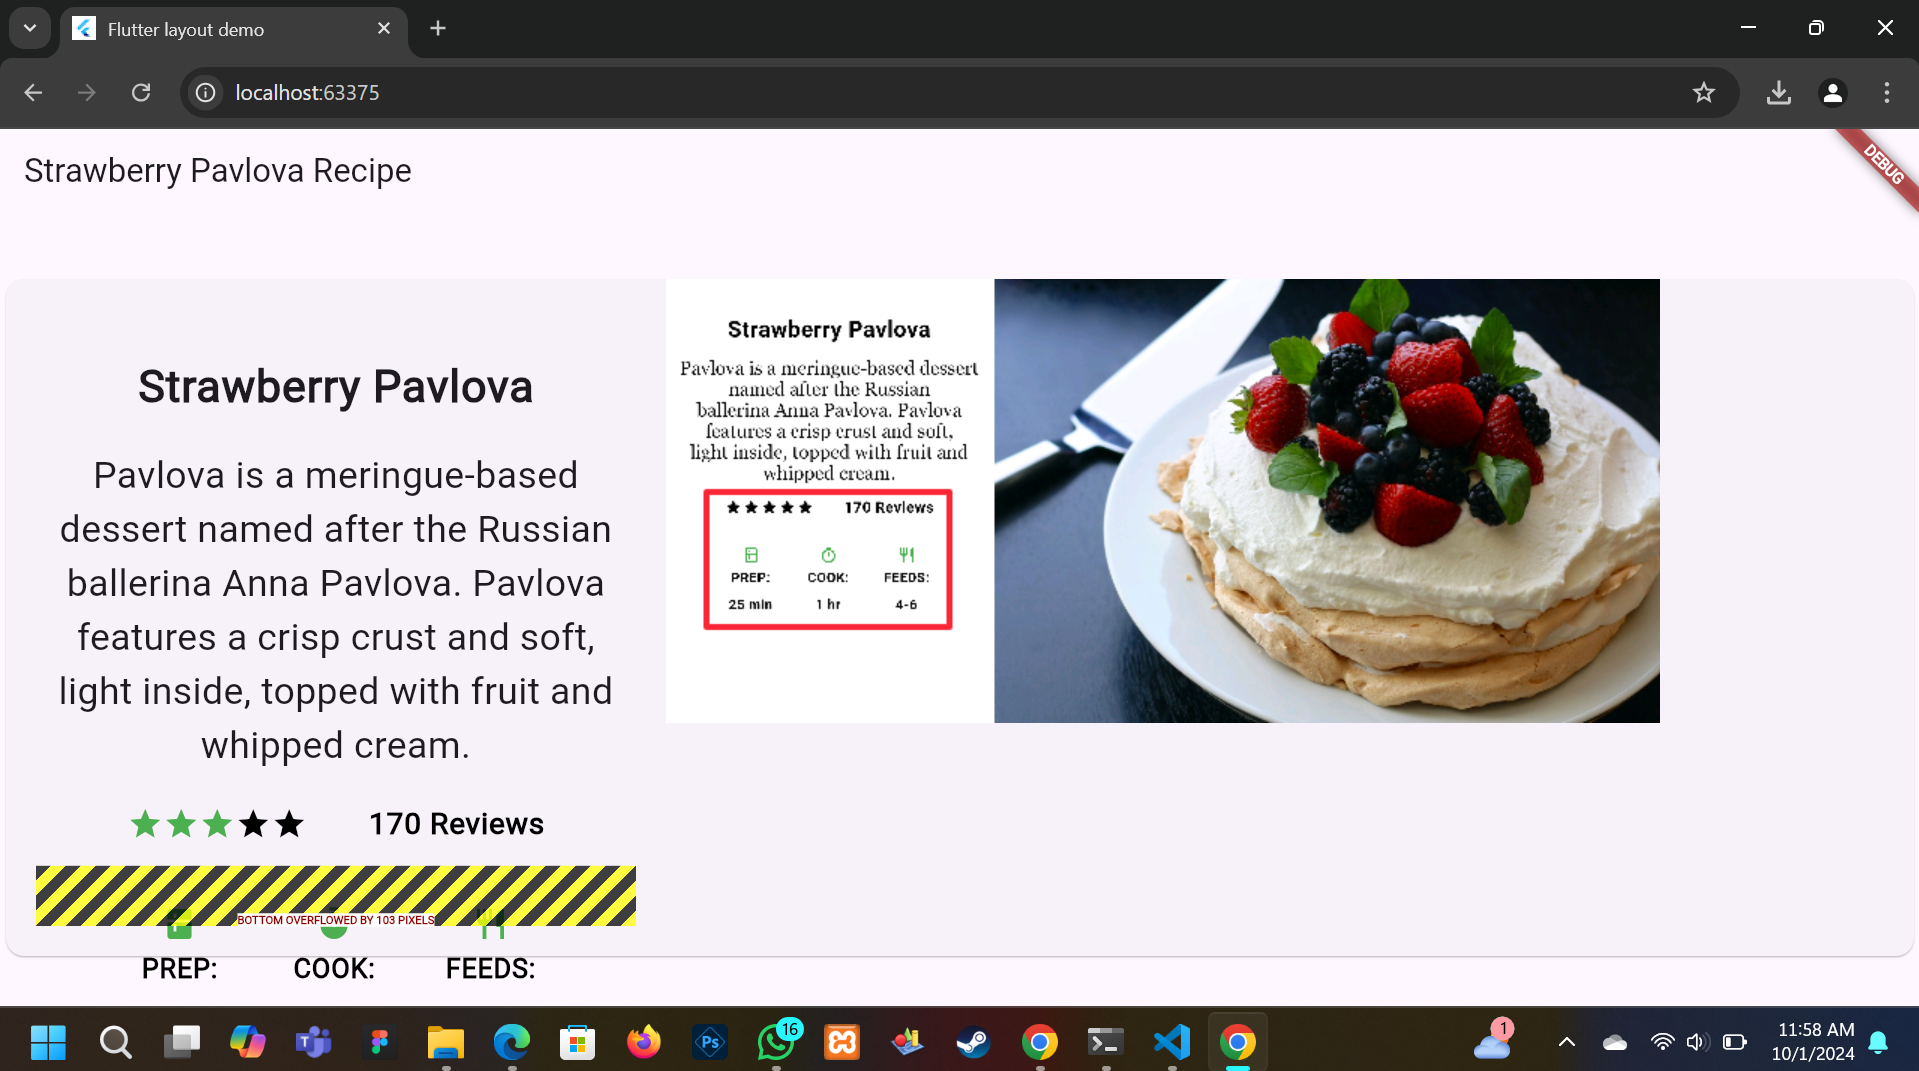 Flutter layout demo
localhost:63375
Strawberry Pavlova Recipe
DEBUG
Strawberry Pavlova
Pavlova is a meringue-based
dessert named after the Russian
ballerina Anna Pavlova. Pavlova
features a crisp crust and soft,
light inside, topped with fruit and
whipped cream.
170 Reviews
BOTTOM OVERFLOWED BY 103 PIXELS
PREP: COOK: FEEDS:
Strawberry Pavlova
Pavlova is a meringue-based dessert
named after the Russian
ballerina Anna Pavlova. Pavlova
features a crisp crust and soft,
light inside, topped with fruit and
whipped cream.
170 Reviews
PREP: COOK: FEEDS:
25 min 1 hr 4-6
T
Ps
16
1
11:58 AM
10/1/2024